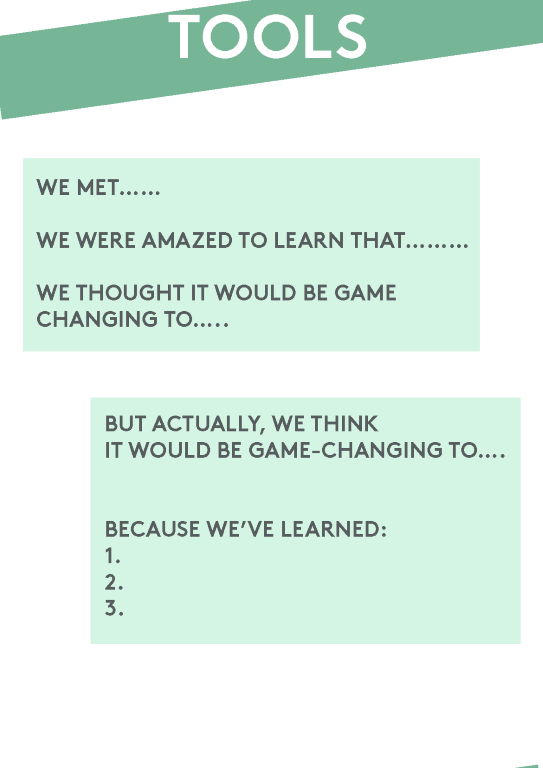 TOOLS
WE MET......
WE WERE AMAZED TO LEARN THAT.........
WE THOUGHT IT WOULD BE GAME
CHANGING TO.....
BUT ACTUALLY, WE THINK
IT WOULD BE GAME-CHANGING TO....
BECAUSE WE’VE LEARNED:
1.
2.
3.